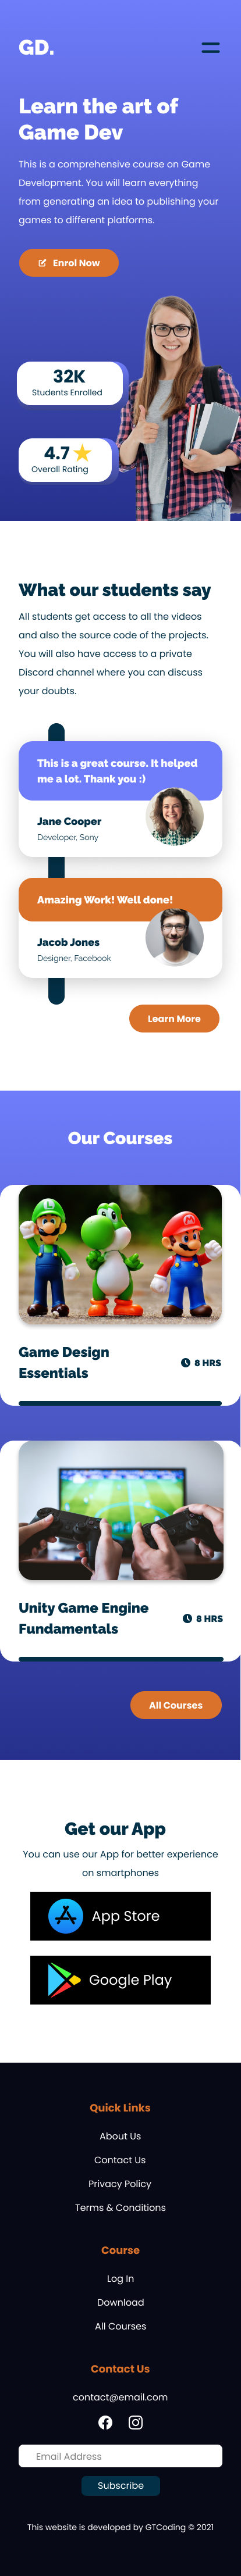 GD.
Learn the art of
Game Dev
This is a comprehensive course on Game
Development. You will learn everything
from generating an idea to publishing your
games to different platforms.
Enrol Now
32K
Students Enrolled
4.7
Overall Rating
What our students say
All students get access to all the videos
and also the source code of the projects.
You will also have access to a private
Discord channel where you can discuss
your doubts.
This is a great course. It helped
me a lot. Thank you :)
Jane Cooper
Developer, Sony
Amazing Work! Well done!
Jacob Jones
Designer, Facebook
Learn More
Our Courses
Game Design
Essentials
8 HRS
Unity Game Engine
Fundamentals
8 HRS
All Courses
Get our App
You can use our App for better experience
on smartphones
App Store
Google Play
Quick Links
About Us
Contact Us
Privacy Policy
Terms & Conditions
Course
Log In
Download
All Courses
Contact Us
contact@email.com
Email Address
Subscribe
This website is developed by GTCoding © 2021